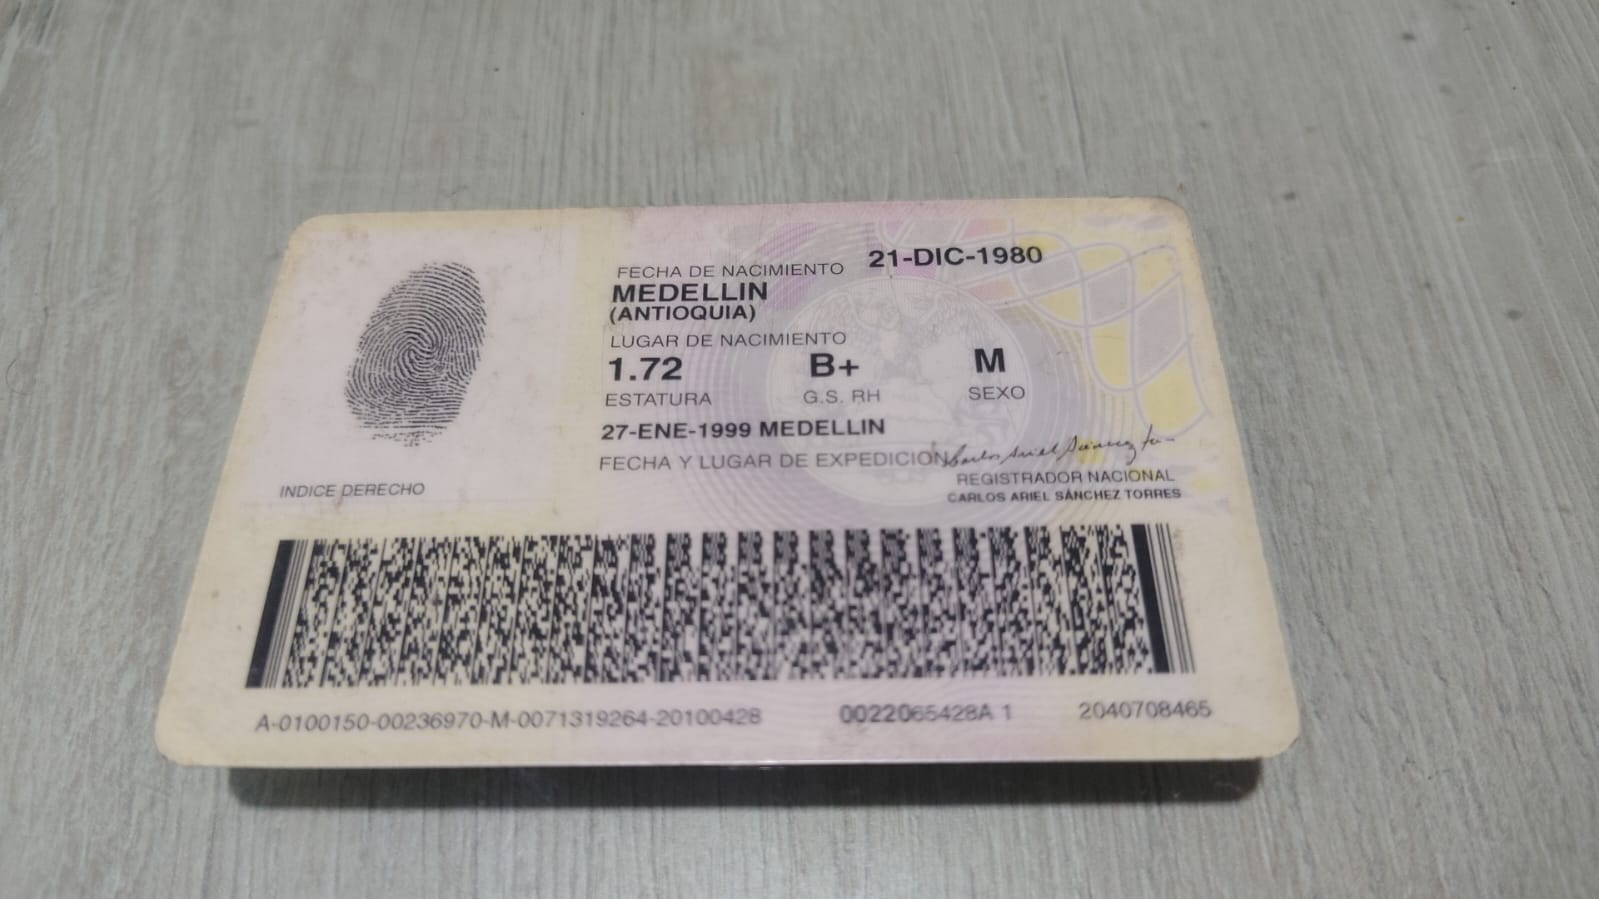 FECHA DE NACIMIENTO 21-DIC-1980
MEDELLIN
(ANTIOQUIA)
LUGAR DE NACIMIENTO
1.72 B+ M
ESTATURA G.S. RH SEXO
27-ENE-1999 MEDELLIN
FECHA Y LUGAR DE EXPEDICION
INDICE DERECHO
REGISTRADOR NACIONAL
CARLOS ARIEL SÁNCHEZ TORRES
A-0100150-00236970-M-0071319264-20100428 0022065428A 1 2040708465